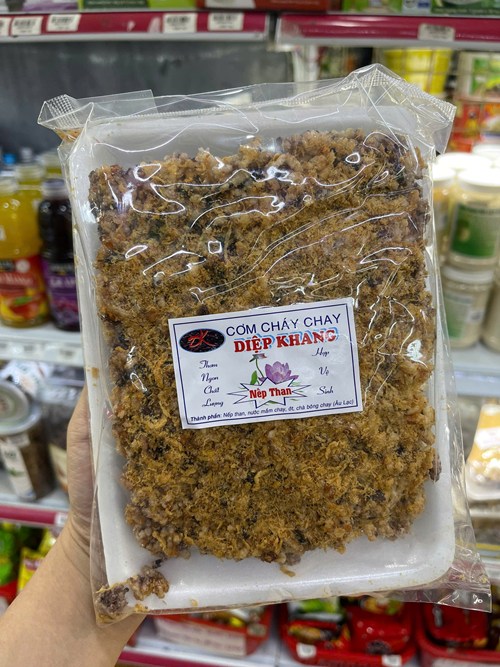 ĐK
CƠM CHÁY CHAY
DIỆP KHANG
Thơm
Ngon
Chất
Lượng
Hợp
Vệ
Sinh
Nếp Than
Thành phần: Nếp than, nước mắm chay, ớt, chà bông chay (Âu Lạc)